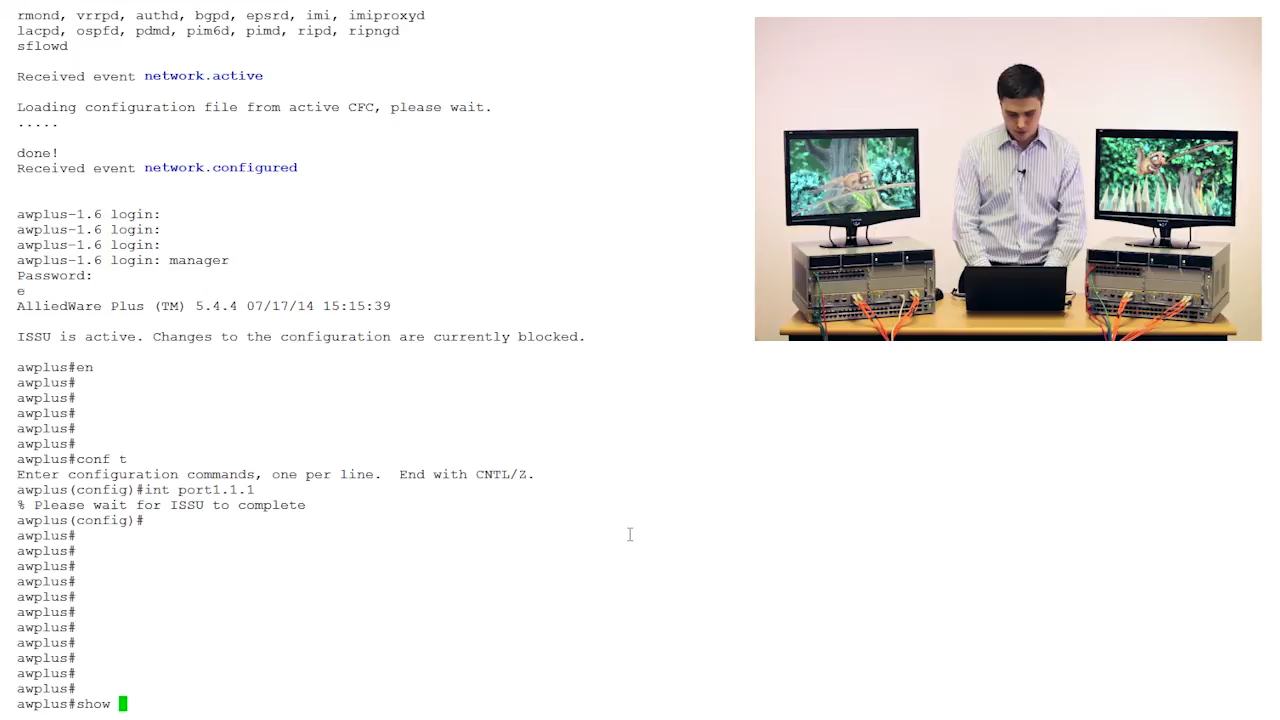 rmond, vrrpd, authd, bgpd, epsrd, imi, imiproxyd
lacpd, ospfd, pdmd, pim6d, pimd, ripd, ripngd
sflowd
Received event network.active
Loading configuration file from active CFC, please wait.
.....
done!
Received event network.configured
awplus-1.6 login:
awplus-1.6 login:
awplus-1.6 login:
awplus-1.6 login: manager
Password:
e
AlliedWare Plus (TM) 5.4.4 07/17/14 15:15:39
ISSU is active. Changes to the configuration are currently blocked.
awplus#en
awplus#
awplus#
awplus#
awplus#
awplus#
awplus#conf t
Enter configuration commands, one per line.  End with CNTL/Z.
awplus(config)#int port1.1.1
% Please wait for ISSU to complete
awplus(config)#
awplus#
awplus#
awplus#
awplus#
awplus#
awplus#
awplus#
awplus#
awplus#
awplus#
awplus#
awplus#show